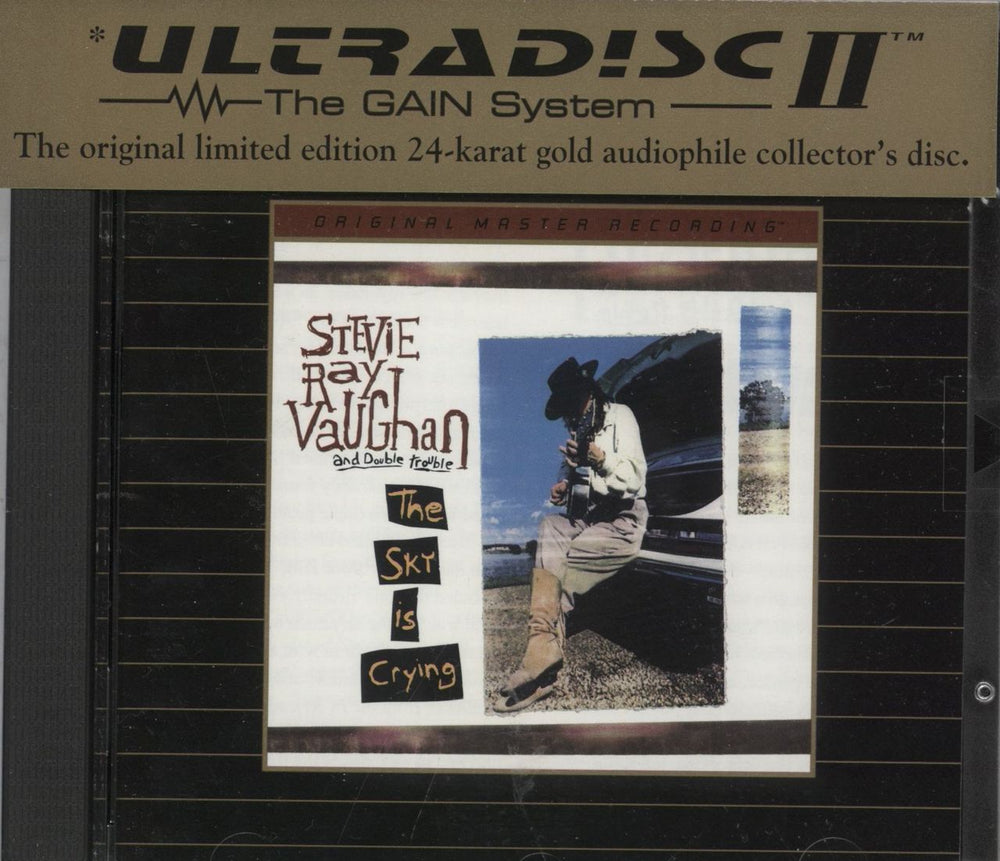 *ULTRADISC II™
The GAIN System
The original limited edition 24-karat gold audiophile collector's disc.
ORIGINAL MASTER RECORDING™
STEVIE
Ray
VaUGhan
and Double trouble
The
SKY
is
Crying